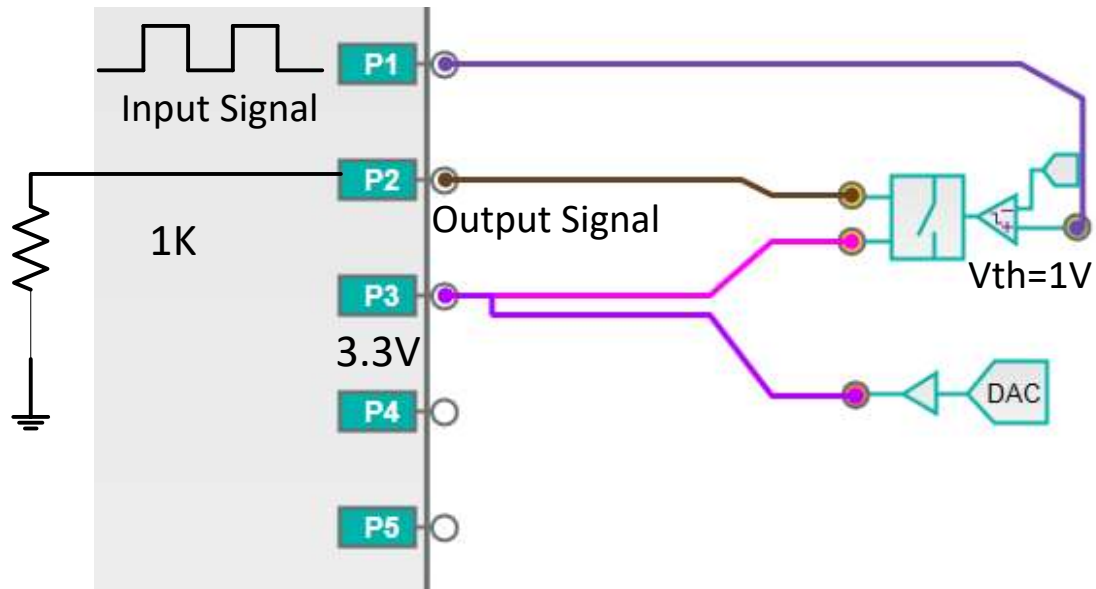 P1
Input Signal
P2
Output Signal
1K
Vth=1V
P3
3.3V
DAC
P4
P5